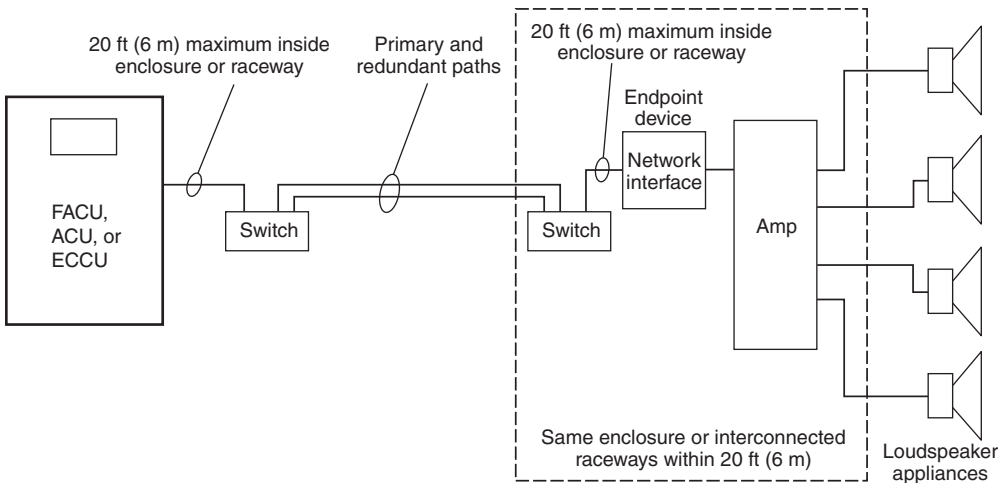 20 ft (6 m) maximum inside
enclosure or raceway
Primary and
redundant paths
20 ft (6 m) maximum inside
enclosure or raceway
Endpoint
device
Network
interface
FACU,
ACU, or
ECCU
Switch
Switch
Amp
Same enclosure or interconnected
raceways within 20 ft (6 m)
Loudspeaker
appliances